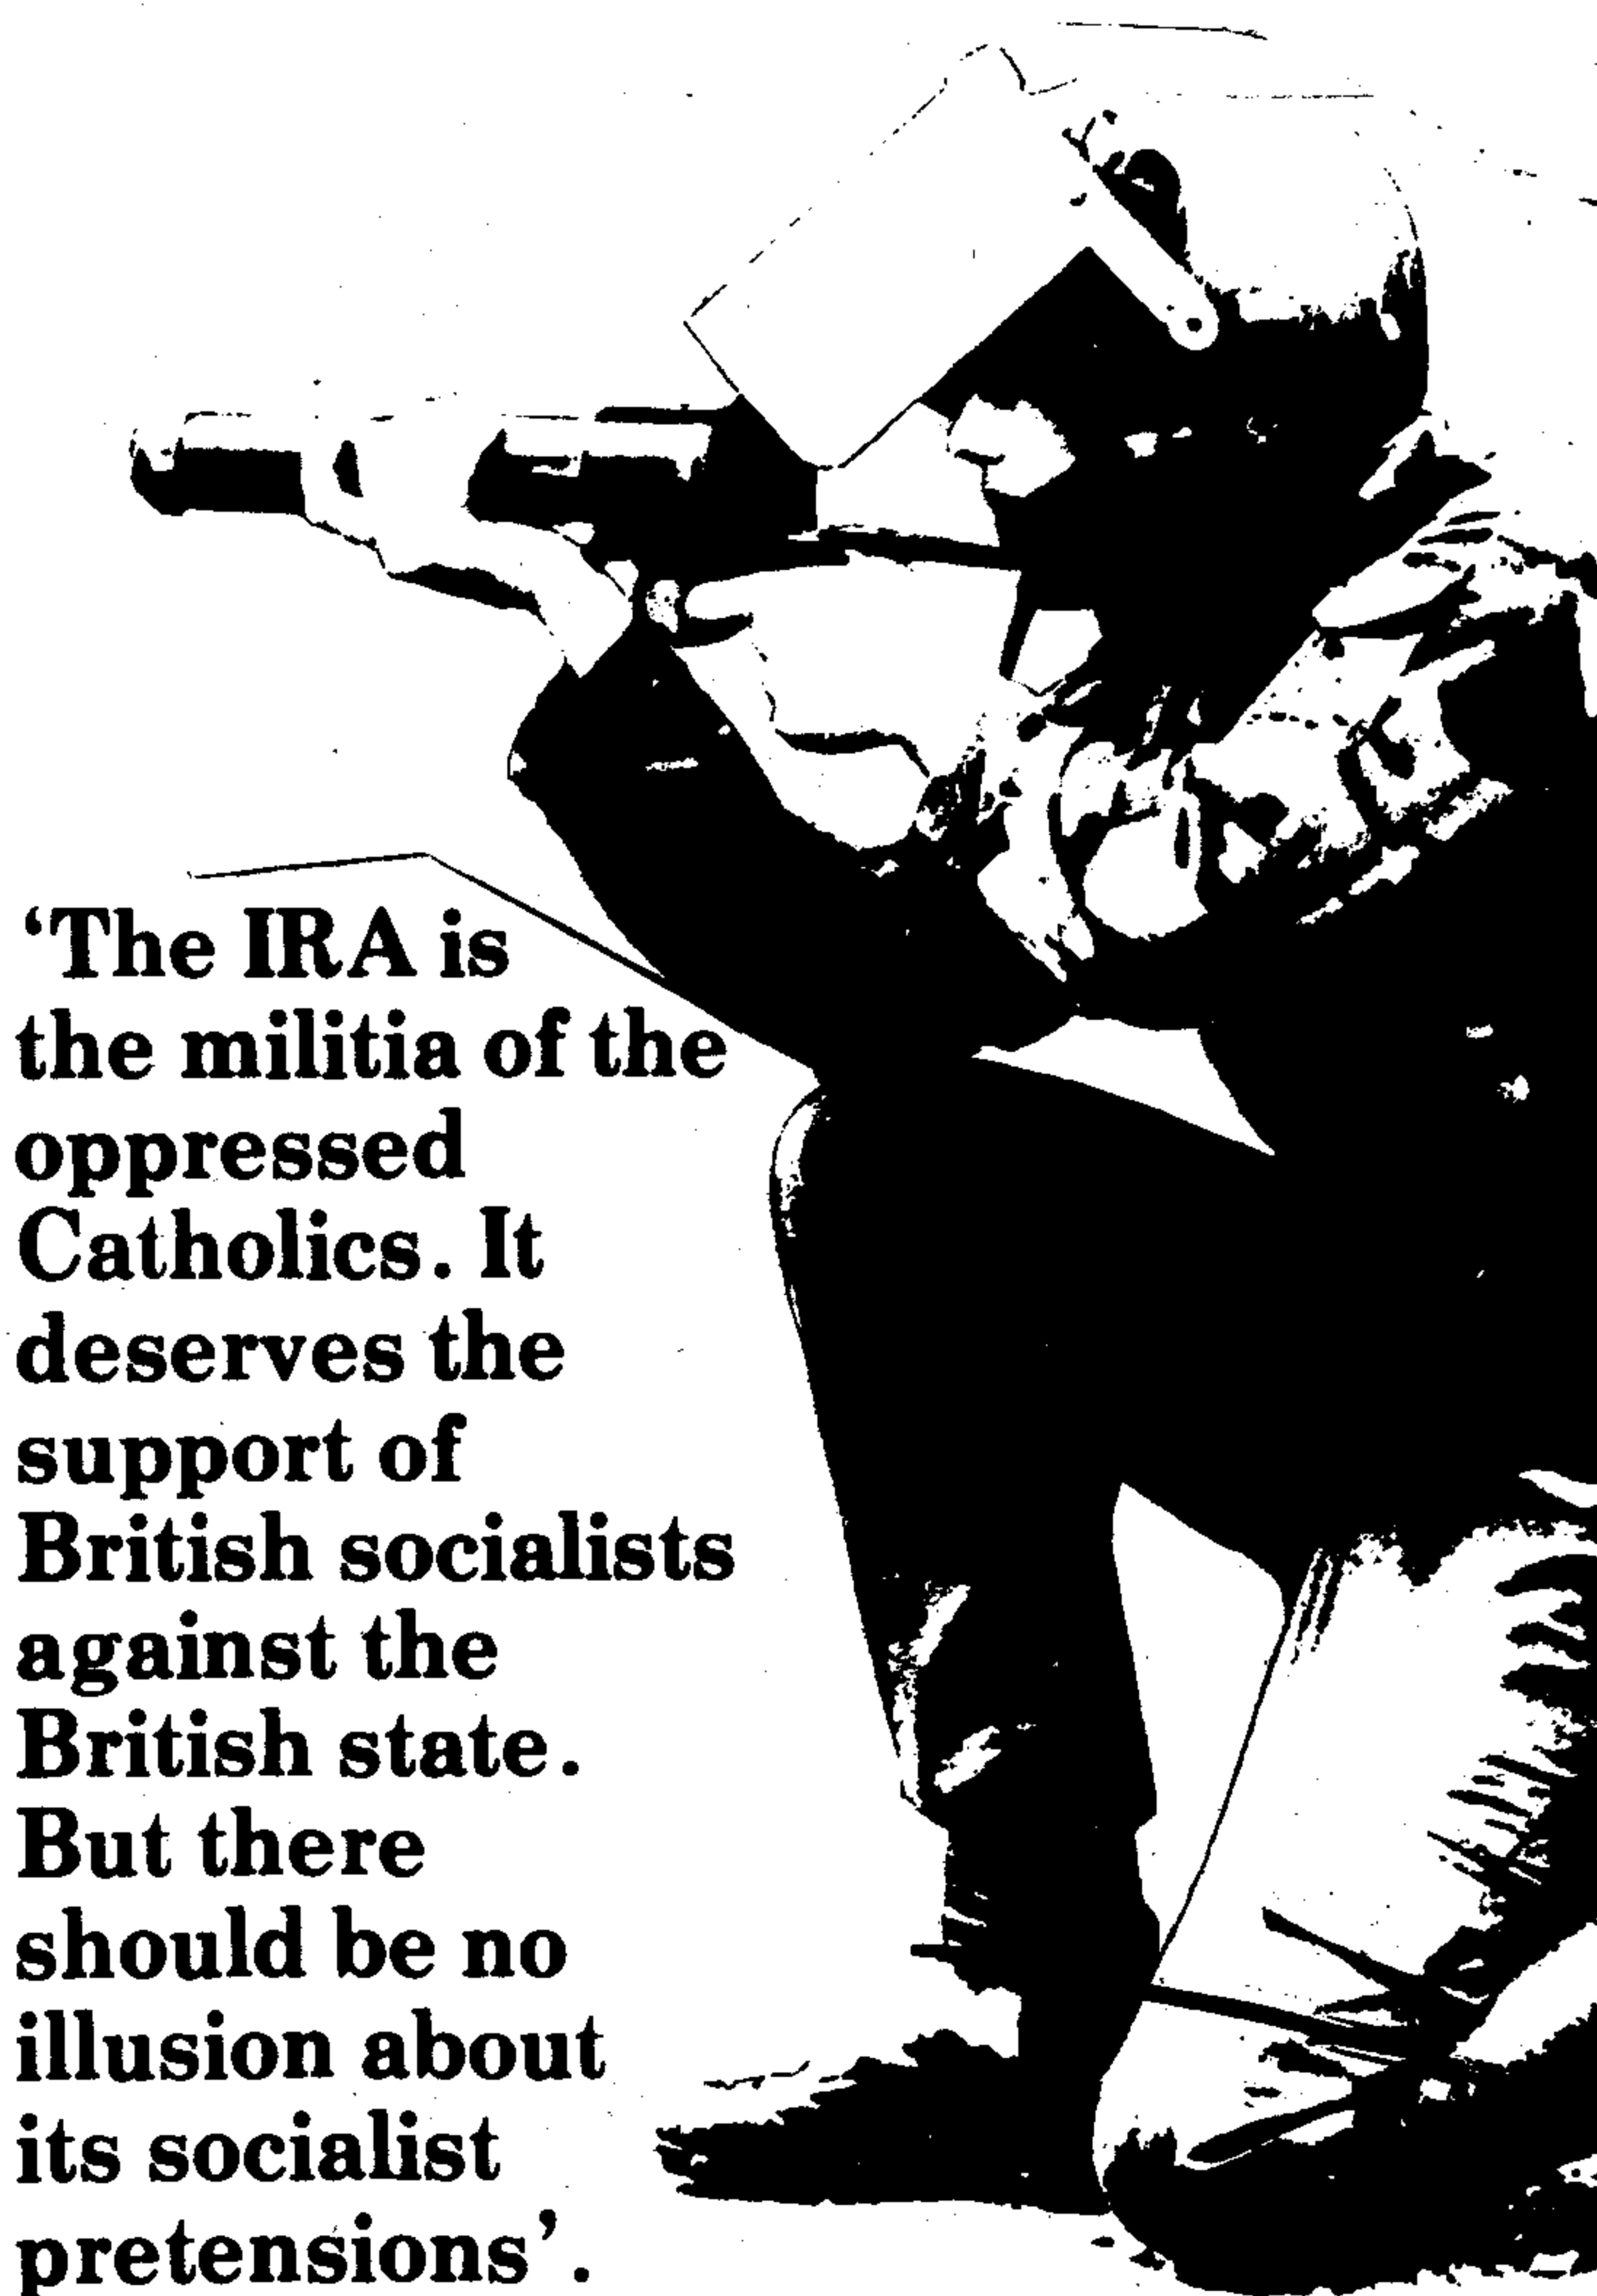 ‘The IRA is
the militia of the
oppressed
Catholics. It
deserves the
support of
British socialists
against the
British state.
But there
should be no
illusion about
its socialist
pretensions’.